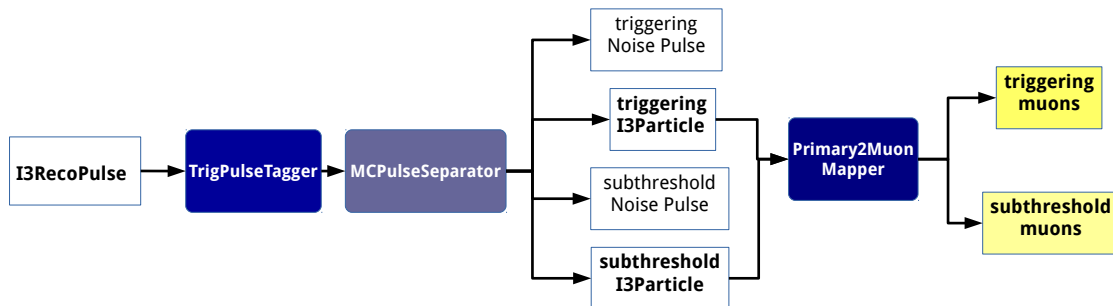 I3RecoPulse
TrigPulseTagger
MCPulseSeparator
triggering
Noise Pulse
triggering
I3Particle
subthreshold
Noise Pulse
subthreshold
I3Particle
Primary2Muon
Mapper
triggering
muons
subthreshold
muons